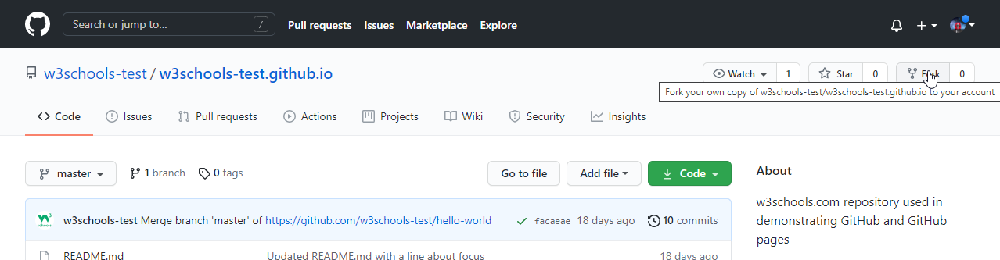 Search or jump to... / Pull requests Issues Marketplace Explore
w3schools-test / w3schools-test.github.io Watch 1 Star 0 Fork 0
Fork your own copy of w3schools-test/w3schools-test.github.io to your account
Code Issues Pull requests Actions Projects Wiki Security Insights
master 1 branch 0 tags Go to file Add file Code
About
w3schools-test Merge branch 'master' of https://github.com/w3schools-test/hello-world facaeae 18 days ago 10 commits
w3schools.com repository used in
demonstrating GitHub and GitHub
pages
README.md Updated README.md with a line about focus 18 days ago